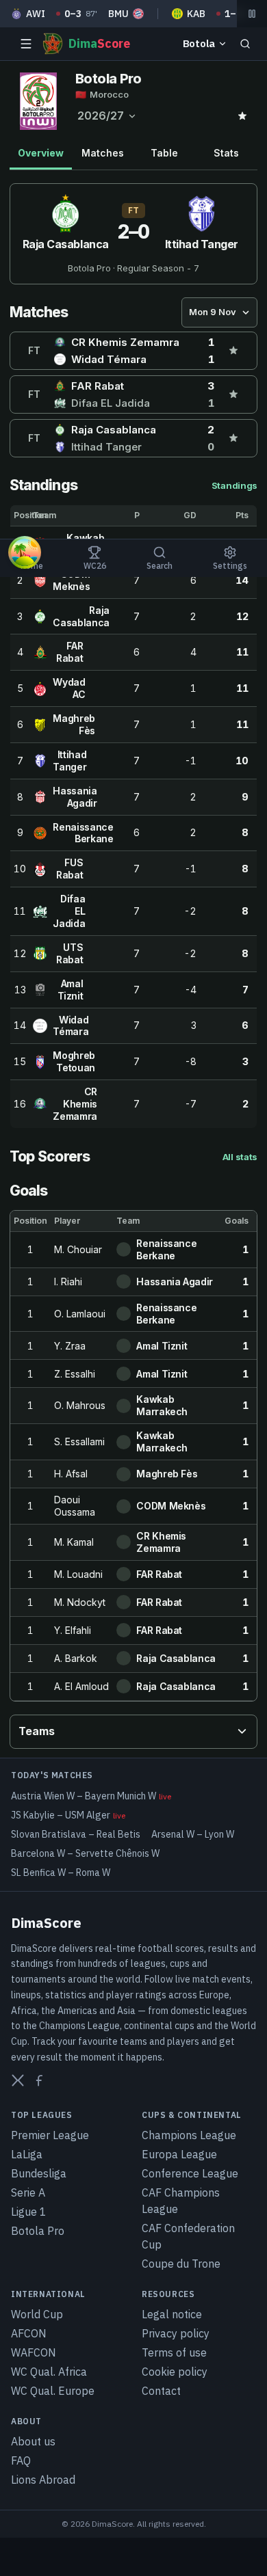 AWI 0–3 87' BMU KAB 1–
DimaScore Botola
Botola Pro
Morocco
2026/27
BOTOLA PRO
inwi
Overview Matches Table Stats
FT
Raja Casablanca 2–0 Ittihad Tanger
Botola Pro · Regular Season - 7
Matches Mon 9 Nov
FT CR Khemis Zemamra 1
Widad Témara 1
FT FAR Rabat 3
Difaa EL Jadida 1
FT Raja Casablanca 2
Ittihad Tanger 0
Standings Standings
Position Team P GD Pts
Kawkab
WC26 Search Settings
2 Meknès 7 6 14
3 Raja Casablanca 7 2 12
4 FAR Rabat 6 4 11
5 Wydad AC 7 1 11
6 Maghreb Fès 7 1 11
7 Ittihad Tanger 7 -1 10
8 Hassania Agadir 7 2 9
9 Renaissance Berkane 6 2 8
10 FUS Rabat 7 -1 8
11 Difaa EL Jadida 7 -2 8
12 UTS Rabat 7 -2 8
13 Amal Tiznit 7 -4 7
14 Widad Témara 7 3 6
15 Moghreb Tetouan 7 -8 3
16 CR Khemis Zemamra 7 -7 2
Top Scorers All stats
Goals
Position Player Team Goals
1 M. Chouiar Renaissance Berkane 1
1 I. Riahi Hassania Agadir 1
1 O. Lamlaoui Renaissance Berkane 1
1 Y. Zraa Amal Tiznit 1
1 Z. Essalhi Amal Tiznit 1
1 O. Mahrous Kawkab Marrakech 1
1 S. Essallami Kawkab Marrakech 1
1 H. Afsal Maghreb Fès 1
1 Daoui Oussama CODM Meknès 1
1 M. Kamal CR Khemis Zemamra 1
1 M. Louadni FAR Rabat 1
1 M. Ndockyt FAR Rabat 1
1 Y. Elfahli FAR Rabat 1
1 A. Barkok Raja Casablanca 1
1 A. El Amloud Raja Casablanca 1
Teams
TODAY'S MATCHES
Austria Wien W – Bayern Munich W live
JS Kabylie – USM Alger live
Slovan Bratislava – Real Betis Arsenal W – Lyon W
Barcelona W – Servette Chênois W
SL Benfica W – Roma W
DimaScore
DimaScore delivers real-time football scores, results and
standings from hundreds of leagues, cups and
tournaments around the world. Follow live match events,
lineups, statistics and player ratings across Europe,
Africa, the Americas and Asia — from domestic leagues
to the Champions League, continental cups and the World
Cup. Track your favourite teams and players and get
every result the moment it happens.
TOP LEAGUES
Premier League
LaLiga
Bundesliga
Serie A
Ligue 1
Botola Pro
CUPS & CONTINENTAL
Champions League
Europa League
Conference League
CAF Champions
League
CAF Confederation
Cup
Coupe du Trone
INTERNATIONAL
World Cup
AFCON
WAFCON
WC Qual. Africa
WC Qual. Europe
RESOURCES
Legal notice
Privacy policy
Terms of use
Cookie policy
Contact
ABOUT
About us
FAQ
Lions Abroad
© 2026 DimaScore. All rights reserved.